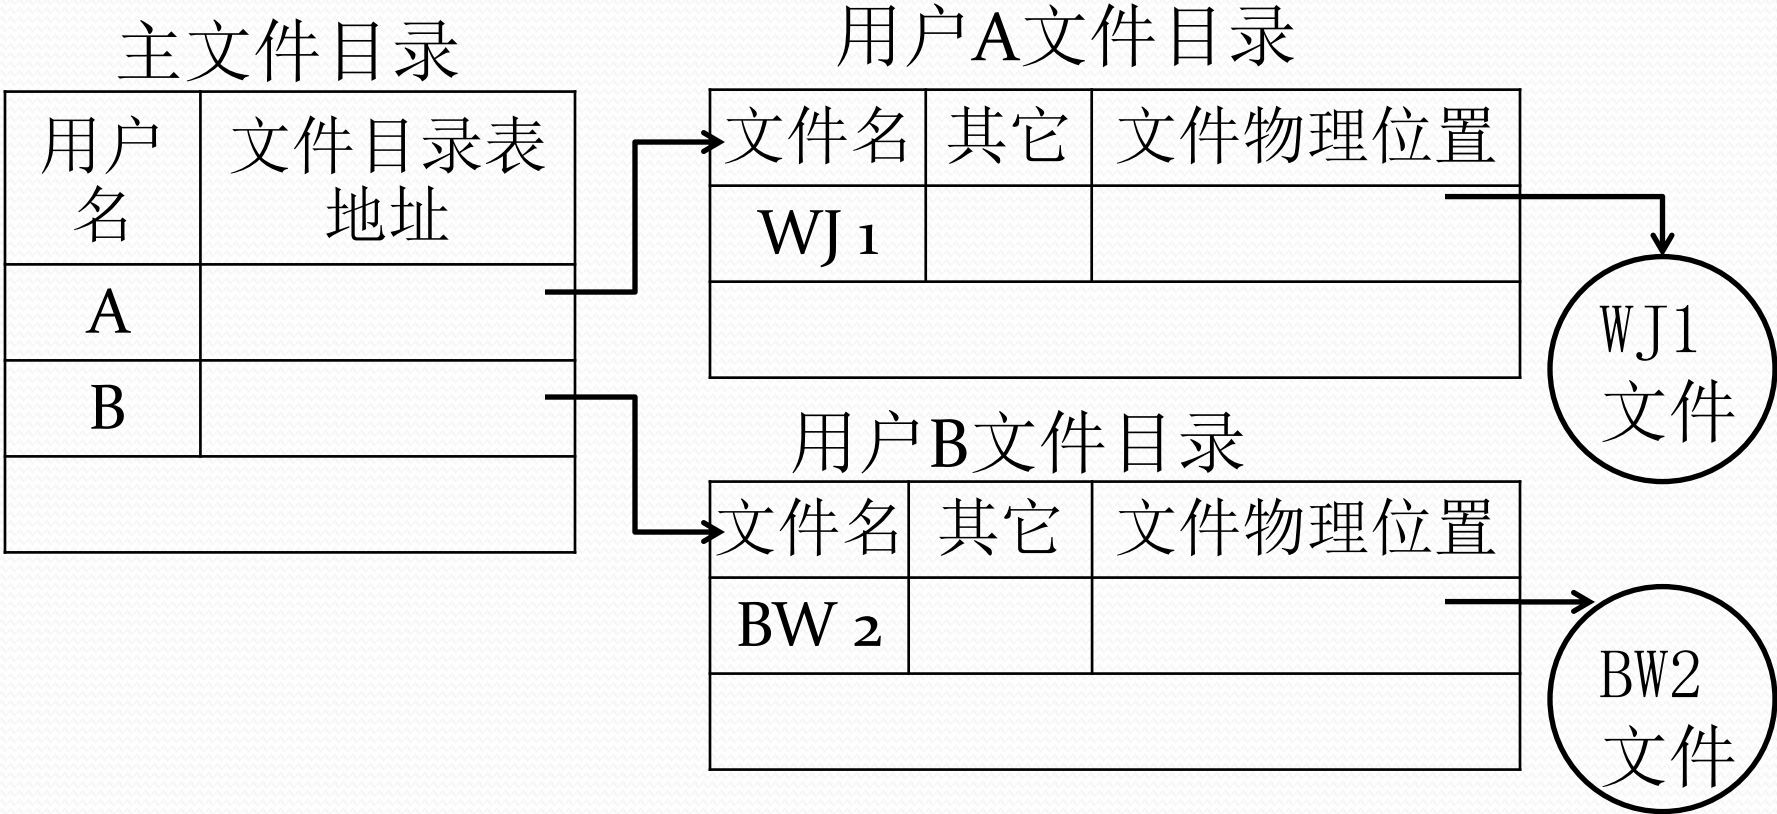 主文件目录
用户名
文件目录表
地址
A
B
用户A文件目录
文件名 其它 文件物理位置
WJ 1
WJ1
文件
用户B文件目录
文件名 其它 文件物理位置
BW 2
BW2
文件